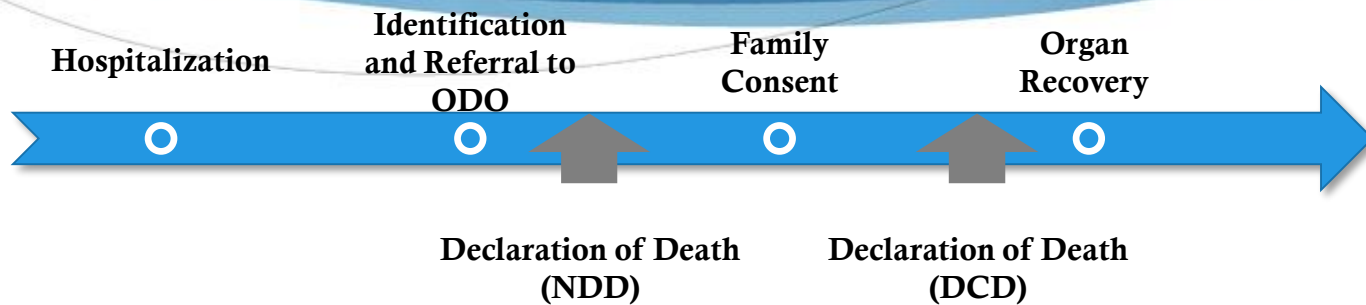 Hospitalization
Identification
and Referral to
ODO
Family
Consent
Organ
Recovery
Declaration of Death
(NDD)
Declaration of Death
(DCD)